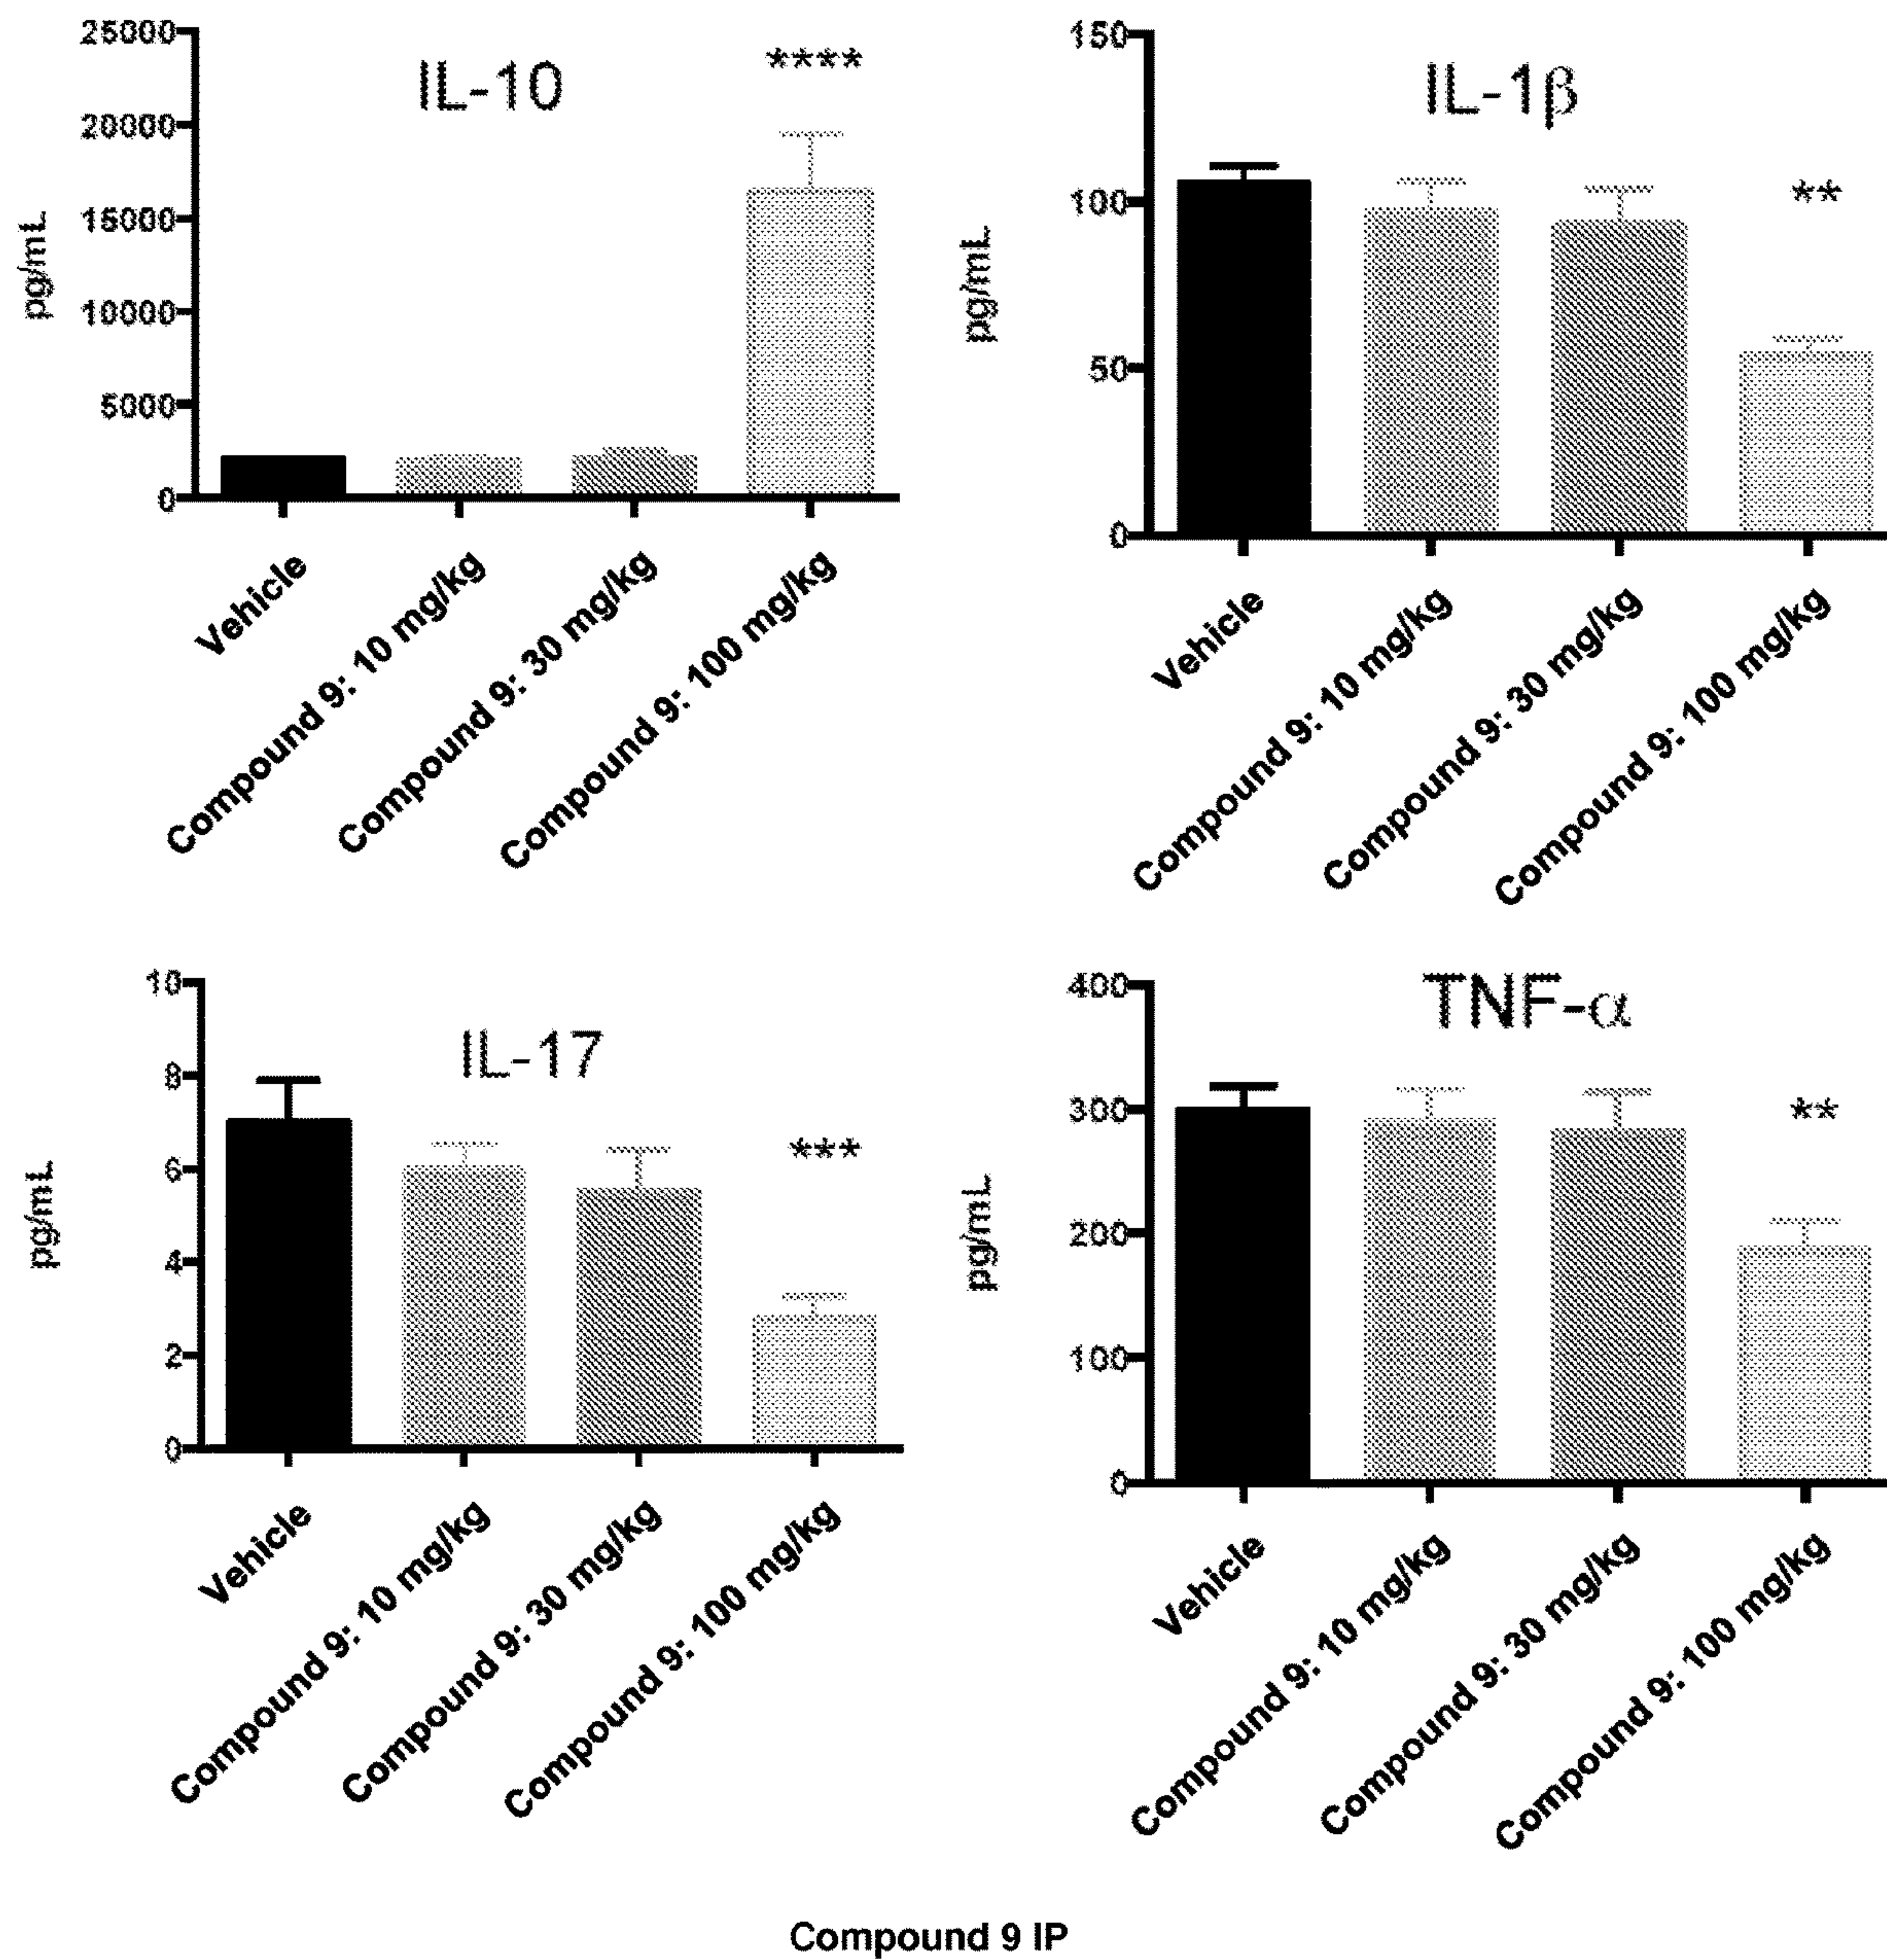 IL-10
****
pg/mL
25000
20000
15000
10000
5000
0
Vehicle
Compound 9: 10 mg/kg
Compound 9: 30 mg/kg
Compound 9: 100 mg/kg
IL-1β
**
pg/mL
150
100
50
0
Vehicle
Compound 9: 10 mg/kg
Compound 9: 30 mg/kg
Compound 9: 100 mg/kg
IL-17
***
pg/mL
10
8
6
4
2
0
Vehicle
Compound 9: 10 mg/kg
Compound 9: 30 mg/kg
Compound 9: 100 mg/kg
TNF-α
**
pg/mL
400
300
200
100
0
Vehicle
Compound 9: 10 mg/kg
Compound 9: 30 mg/kg
Compound 9: 100 mg/kg
Compound 9 IP